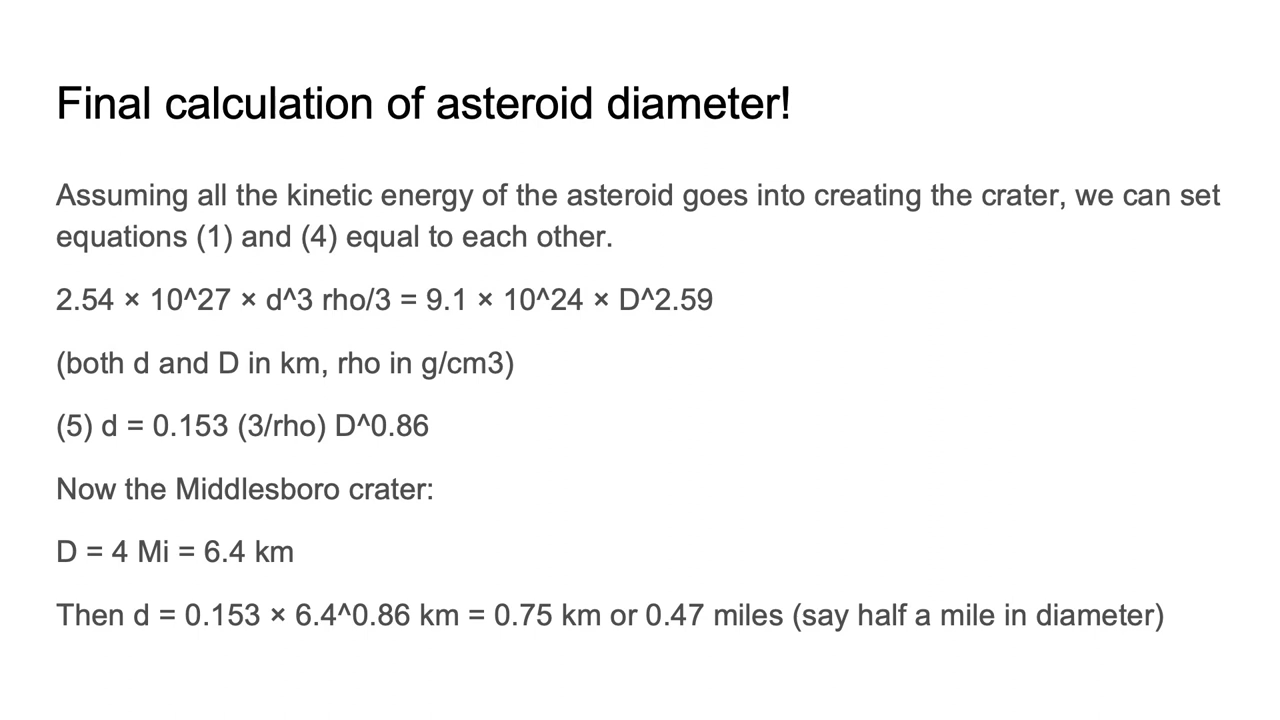 Final calculation of asteroid diameter!
Assuming all the kinetic energy of the asteroid goes into creating the crater, we can set
equations (1) and (4) equal to each other.
2.54 × 10^27 × d^3 rho/3 = 9.1 × 10^24 × D^2.59
(both d and D in km, rho in g/cm3)
(5) d = 0.153 (3/rho) D^0.86
Now the Middlesboro crater:
D = 4 Mi = 6.4 km
Then d = 0.153 × 6.4^0.86 km = 0.75 km or 0.47 miles (say half a mile in diameter)